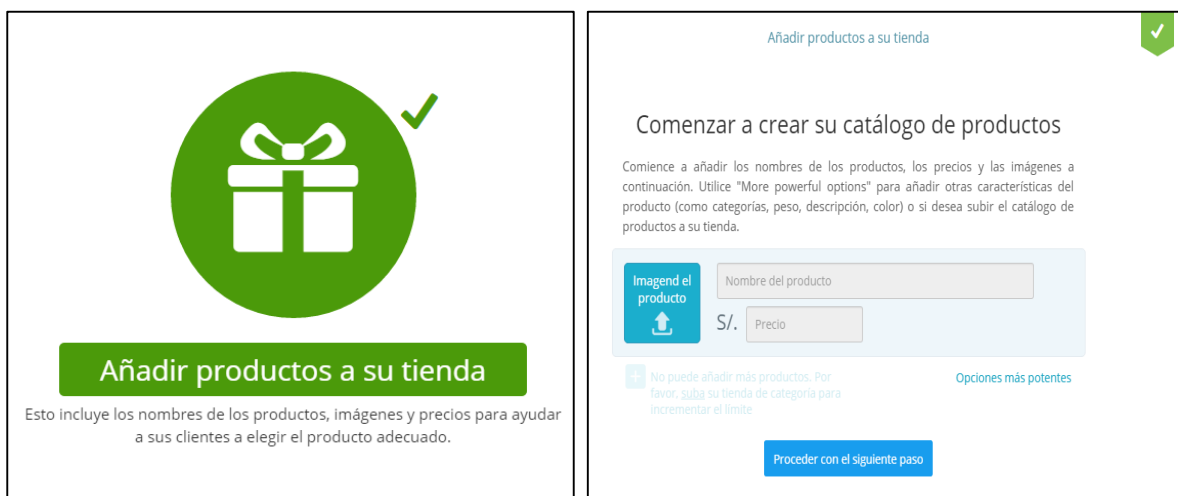 Añadir productos a su tienda
Esto incluye los nombres de los productos, imágenes y precios para ayudar
a sus clientes a elegir el producto adecuado.
Añadir productos a su tienda
Comenzar a crear su catálogo de productos
Comience a añadir los nombres de los productos, los precios y las imágenes a
continuación. Utilice "More powerful options" para añadir otras características del
producto (como categorías, peso, descripción, color) o si desea subir el catálogo de
productos a su tienda.
Imagend el
producto
Nombre del producto
S/.
Precio
No puede añadir más productos. Por
favor, suba su tienda de categoría para
incrementar el límite
Opciones más potentes
Proceder con el siguiente paso